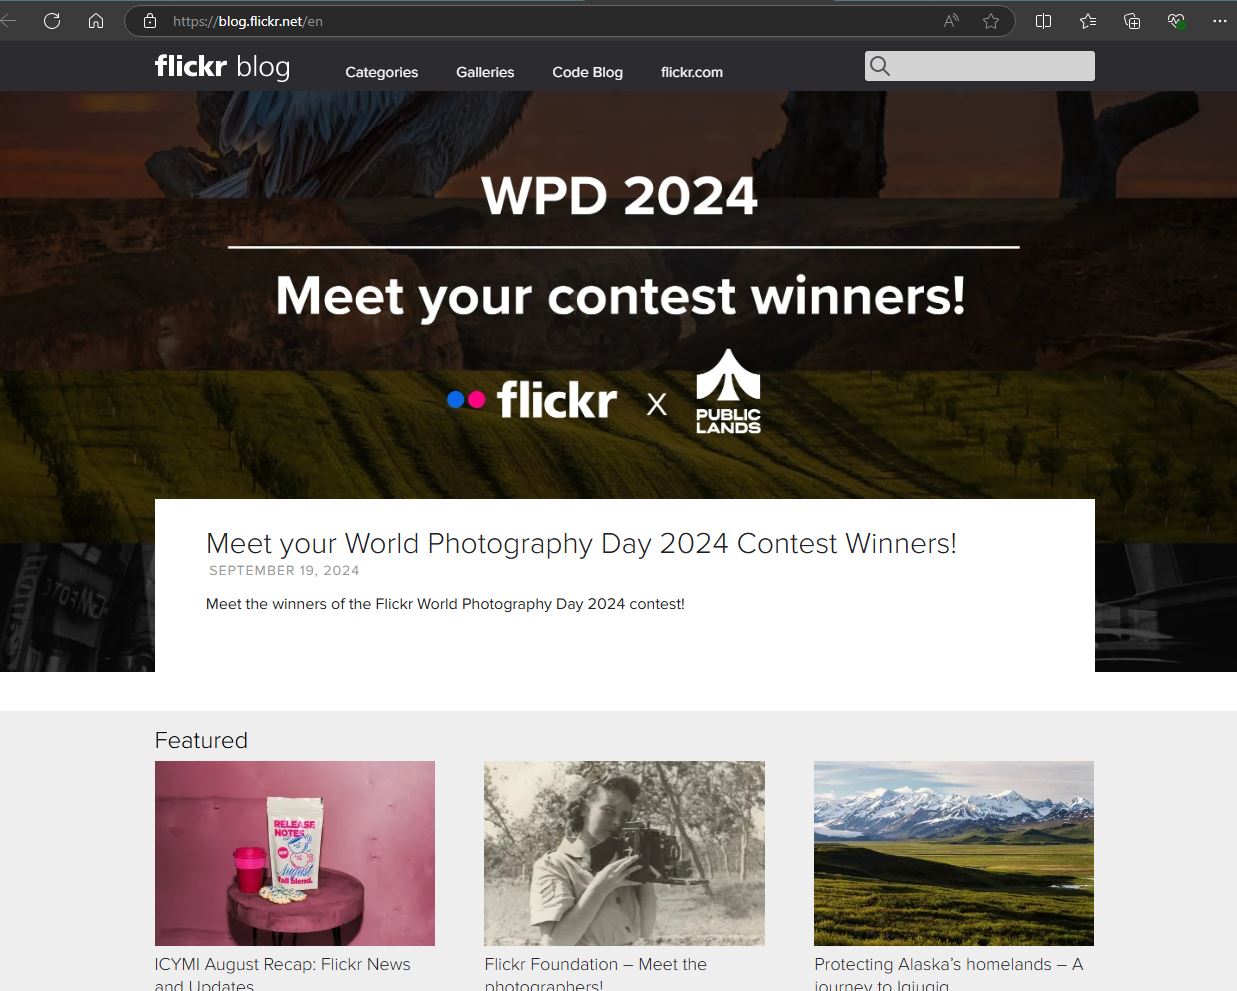 https://blog.flickr.net/en
flickr blog
Categories
Galleries
Code Blog
flickr.com
WPD 2024
Meet your contest winners!
flickr X PUBLIC
LANDS
Meet your World Photography Day 2024 Contest Winners!
SEPTEMBER 19, 2024
Meet the winners of the Flickr World Photography Day 2024 contest!
Featured
RELEASE
NOTES
August
Fall blend.
ICYMI August Recap: Flickr News
and Updates
Flickr Foundation – Meet the
photographers!
Protecting Alaska’s homelands – A
journey to Igiugig